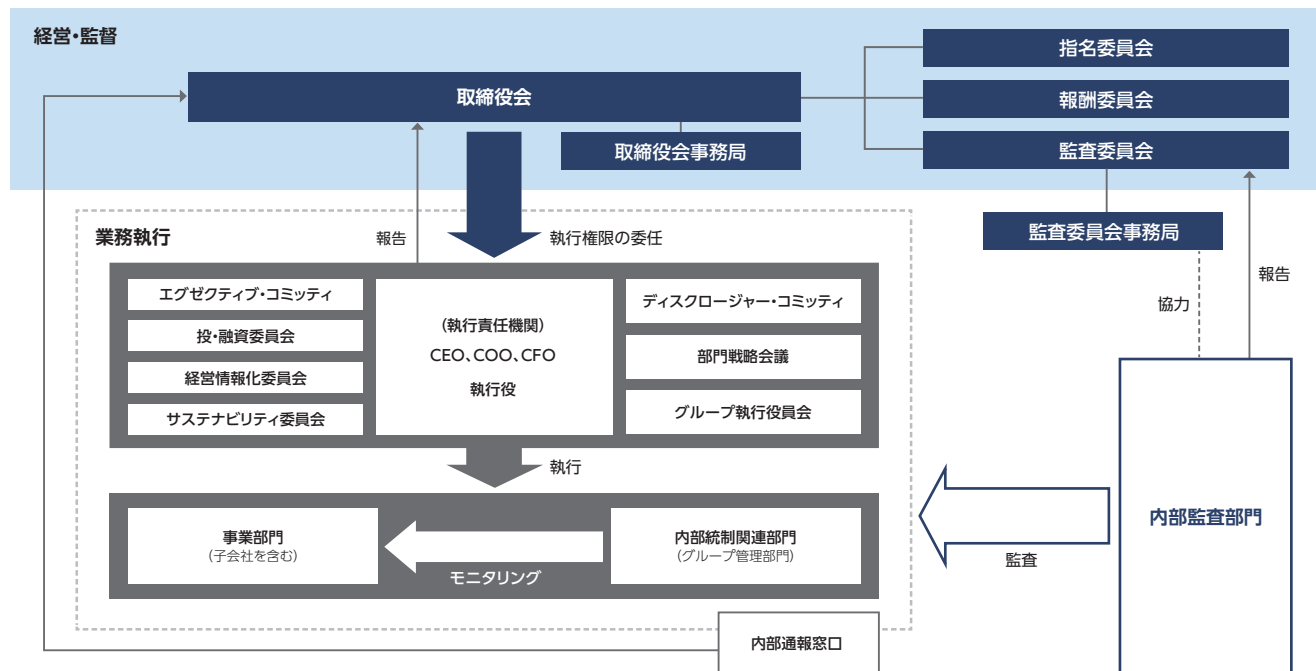 経営・監督
取締役会
取締役会事務局
指名委員会
報酬委員会
監査委員会
監査委員会事務局
業務執行
報告
執行権限の委任
エグゼクティブ・コミッティ
投・融資委員会
経営情報化委員会
サステナビリティ委員会
(執行責任機関)
CEO、COO、CFO
執行役
ディスクロージャー・コミッティ
部門戦略会議
グループ執行役員会
執行
事業部門
(子会社を含む)
モニタリング
内部統制関連部門
(グループ管理部門)
協力
報告
監査
内部監査部門
内部通報窓口